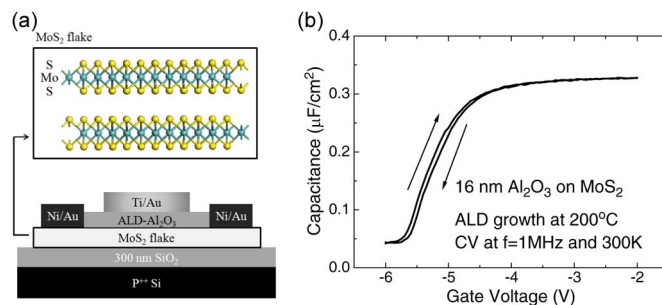 (a)
MoS₂ flake
S
Mo
S
Ti/Au
Ni/Au
ALD-Al₂O₃
Ni/Au
MoS₂ flake
300 nm SiO₂
P⁺⁺ Si
(b)
Capacitance (μF/cm²)
0.4
0.3
0.2
0.1
0.0
16 nm Al₂O₃ on MoS₂
ALD growth at 200°C
CV at f=1MHz and 300K
-6 -5 -4 -3 -2
Gate Voltage (V)